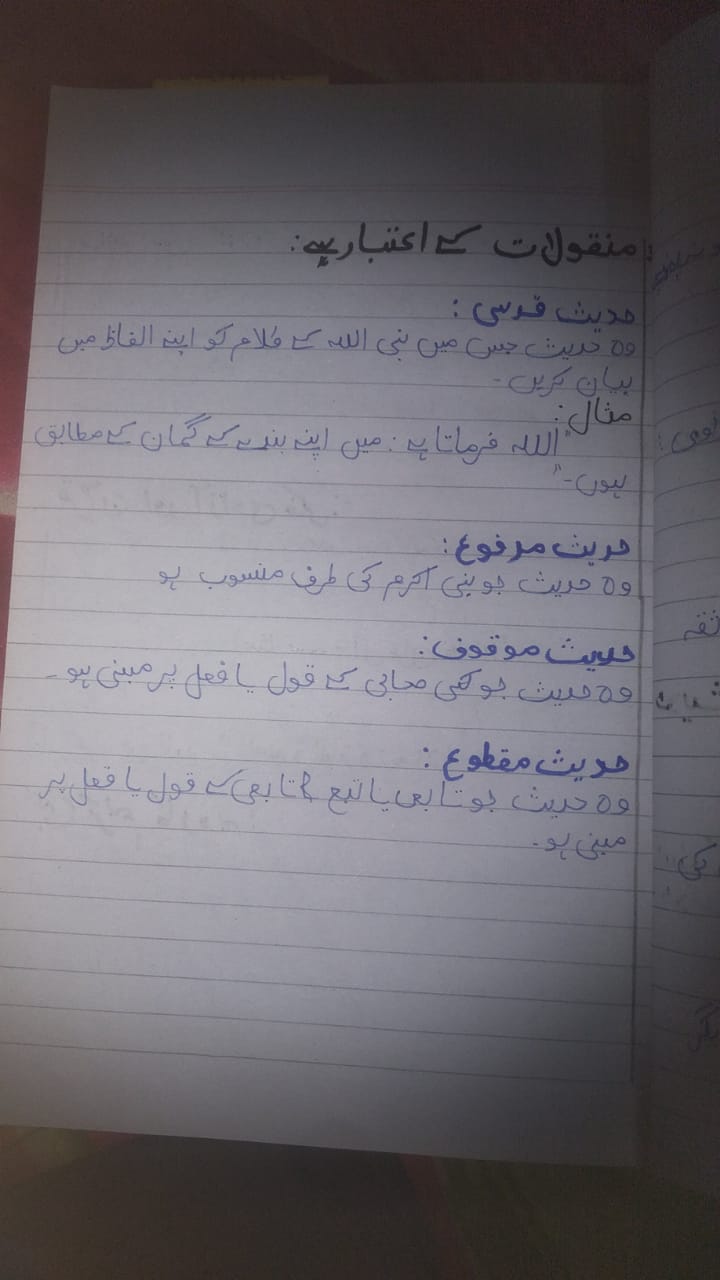 منقولات کے اعتبار سے:
حدیث قدسی :
وہ حدیث جس میں نبی اللہ کے کلام کو اپنے الفاظ میں
بیان کریں۔
مثال:
"اللہ فرماتا ہے : میں اپنے بندے کے گمان کے مطابق
ہوں۔"
حدیث مرفوع:
وہ حدیث جو نبی اکرم کی طرف منسوب ہو
حدیث موقوف:
وہ حدیث جو کسی صحابی کے قول یا فعل پر مبنی ہو۔
حدیث مقطوع :
وہ حدیث جو تابعی یا تبع تابعی کے قول یا فعل پر
مبنی ہو۔
ثقہ
کی: